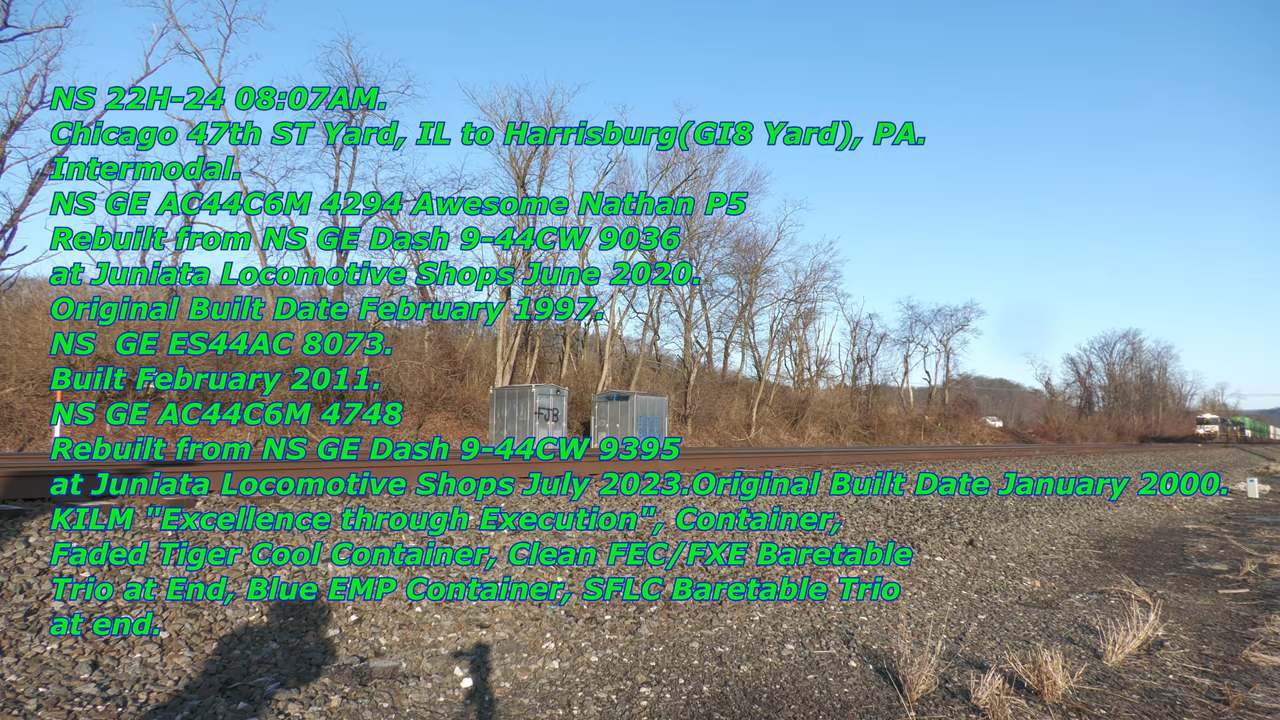 NS 22H-24 08:07AM.
Chicago 47th ST Yard, IL to Harrisburg(GI8 Yard), PA.
Intermodal.
NS GE AC44C6M 4294 Awesome Nathan P5
Rebuilt from NS GE Dash 9-44CW 9036
at Juniata Locomotive Shops June 2020.
Original Built Date February 1997.
NS  GE ES44AC 8073.
Built February 2011.
NS GE AC44C6M 4748
FJB
Rebuilt from NS GE Dash 9-44CW 9395
at Juniata Locomotive Shops July 2023.Original Built Date January 2000.
KILM "Excellence through Execution", Container,
Faded Tiger Cool Container, Clean FEC/FXE Baretable
Trio at End, Blue EMP Container, SFLC Baretable Trio
at end.